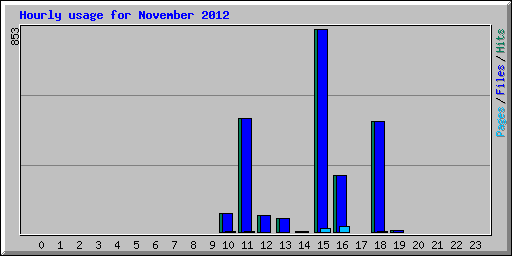 Hourly usage for November 2012
853
Pages / Files / Hits
0 1 2 3 4 5 6 7 8 9 10 11 12 13 14 15 16 17 18 19 20 21 22 23